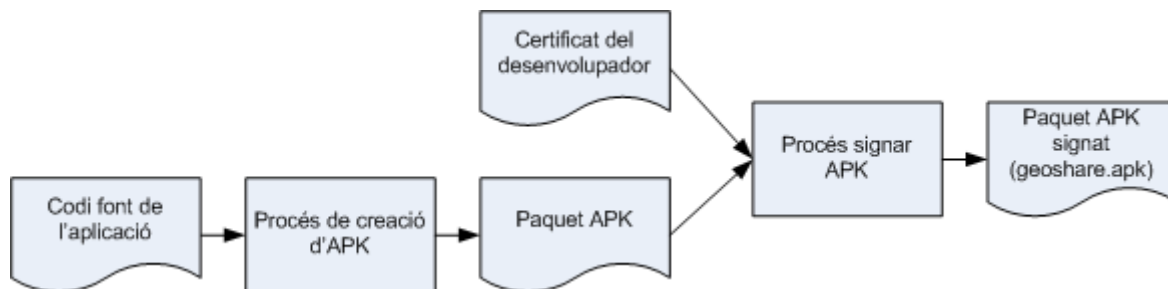 Certificat del
desenvolupador
Procés signar
APK
Paquet APK
signat
(geoshare.apk)
Codi font de
l'aplicació
Procés de creació
d'APK
Paquet APK